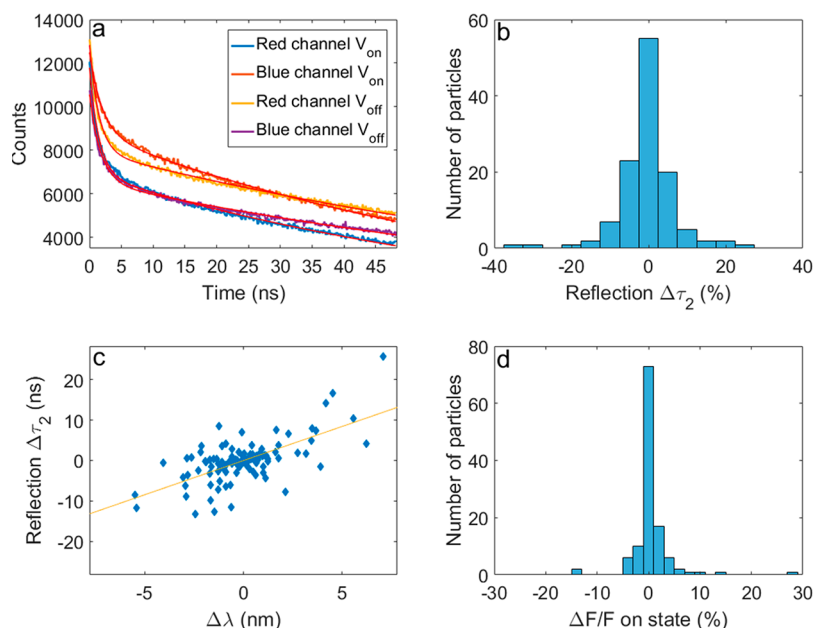 a
14000
12000
10000
8000
6000
4000
Counts
0 5 10 15 20 25 30 35 40 45
Time (ns)
Red channel V_on
Blue channel V_on
Red channel V_off
Blue channel V_off
b
60
40
20
0
Number of particles
-40 -20 0 20 40
Reflection Δτ_2 (%)
c
20
10
0
-10
-20
Reflection Δτ_2 (ns)
-5 0 5
Δλ (nm)
d
80
60
40
20
0
Number of particles
-30 -20 -10 0 10 20 30
ΔF/F on state (%)